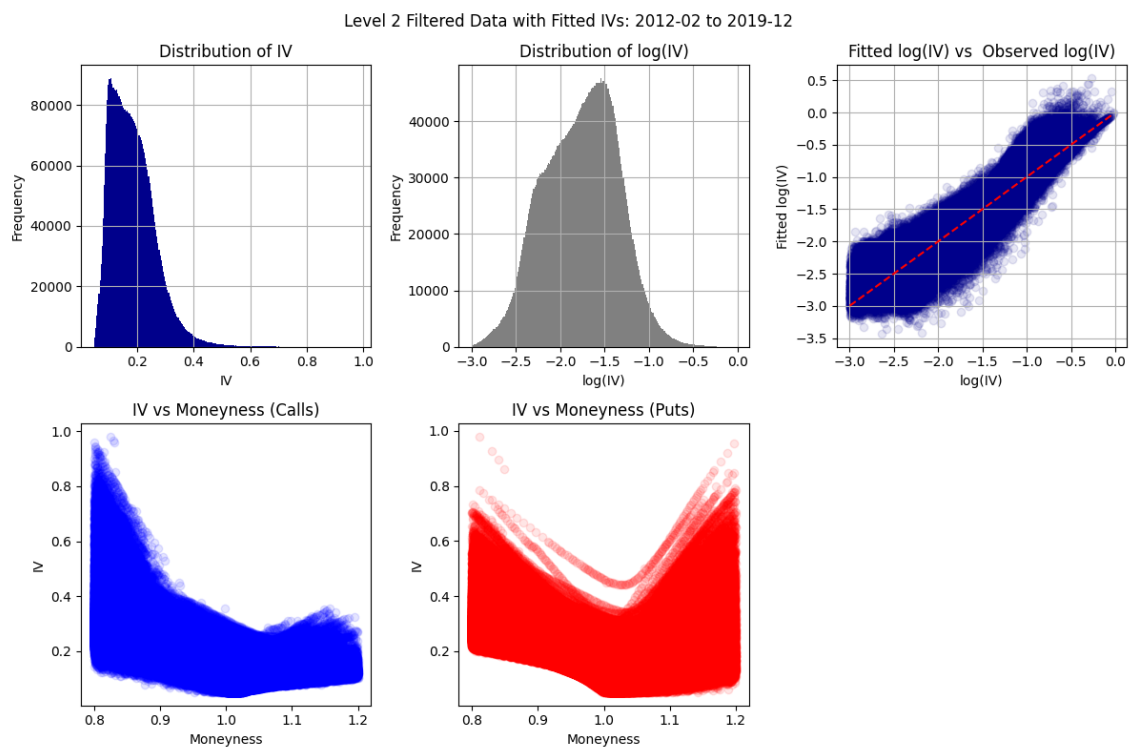 Level 2 Filtered Data with Fitted IVs: 2012-02 to 2019-12
Distribution of IV
Frequency
80000
60000
40000
20000
0
0.2 0.4 0.6 0.8 1.0
IV
Distribution of log(IV)
Frequency
40000
30000
20000
10000
0
−3.0 −2.5 −2.0 −1.5 −1.0 −0.5 0.0
log(IV)
Fitted log(IV) vs  Observed log(IV)
Fitted log(IV)
0.5
0.0
−0.5
−1.0
−1.5
−2.0
−2.5
−3.0
−3.5
−3.0 −2.5 −2.0 −1.5 −1.0 −0.5 0.0
log(IV)
IV vs Moneyness (Calls)
IV
1.0
0.8
0.6
0.4
0.2
0.8 0.9 1.0 1.1 1.2
Moneyness
IV vs Moneyness (Puts)
IV
1.0
0.8
0.6
0.4
0.2
0.8 0.9 1.0 1.1 1.2
Moneyness